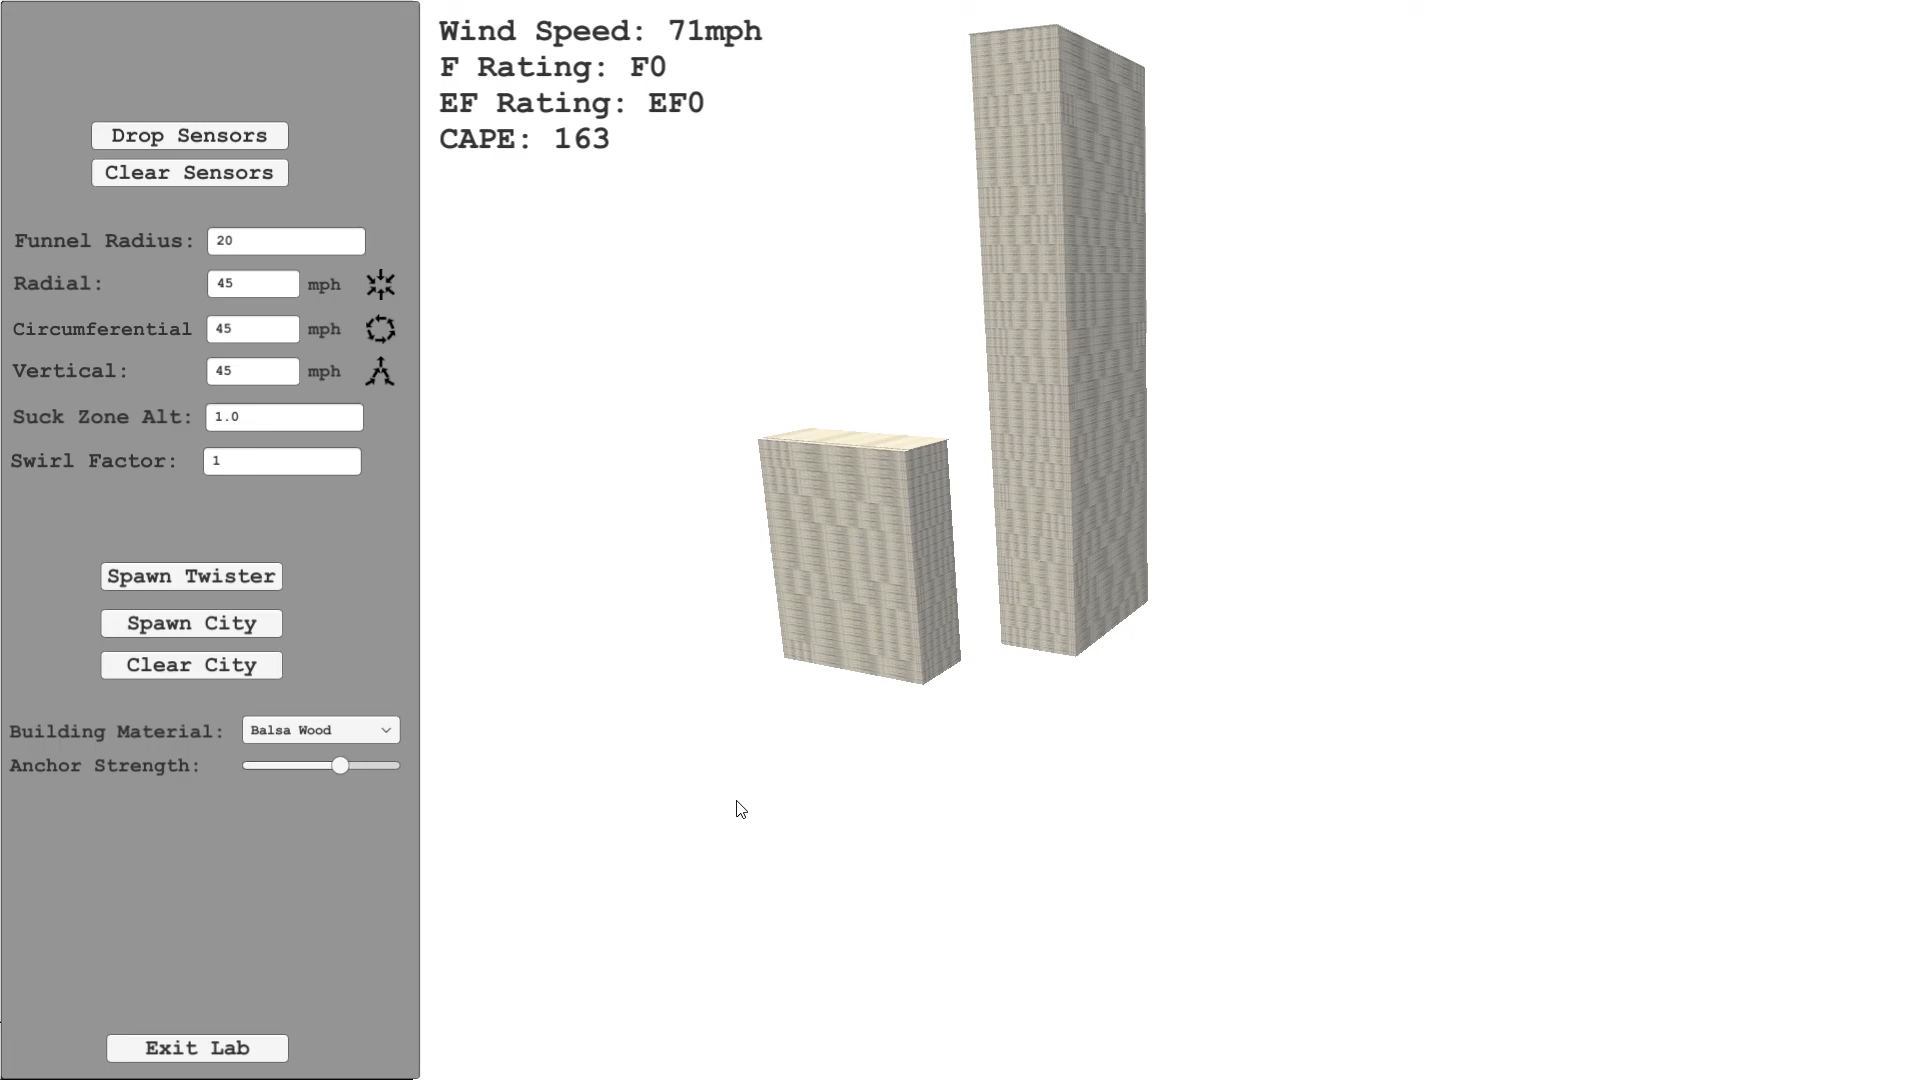 Wind Speed: 71mph
F Rating: F0
EF Rating: EF0
CAPE: 163
Drop Sensors
Clear Sensors
Funnel Radius: 20
Radial: 45 mph
Circumferential 45 mph
Vertical: 45 mph
Suck Zone Alt: 1.0
Swirl Factor: 1
Spawn Twister
Spawn City
Clear City
Building Material: Balsa Wood
Anchor Strength:
Exit Lab